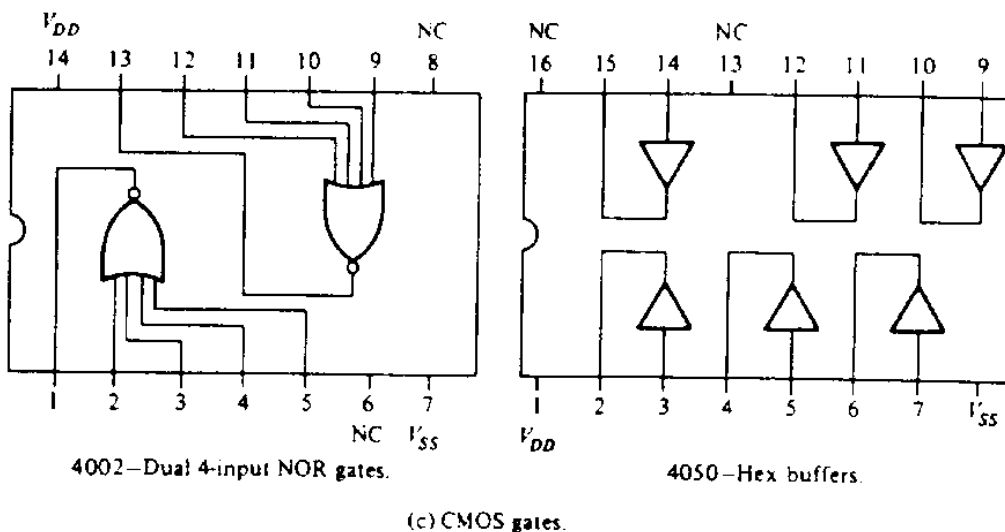 V_DD NC NC NC
14 13 12 11 10 9 8 16 15 14 13 12 11 10 9
1 2 3 4 5 6 7 1 2 3 4 5 6 7 V_SS
NC V_SS V_DD
4002–Dual 4-input NOR gates. 4050–Hex buffers.
(c) CMOS gates.